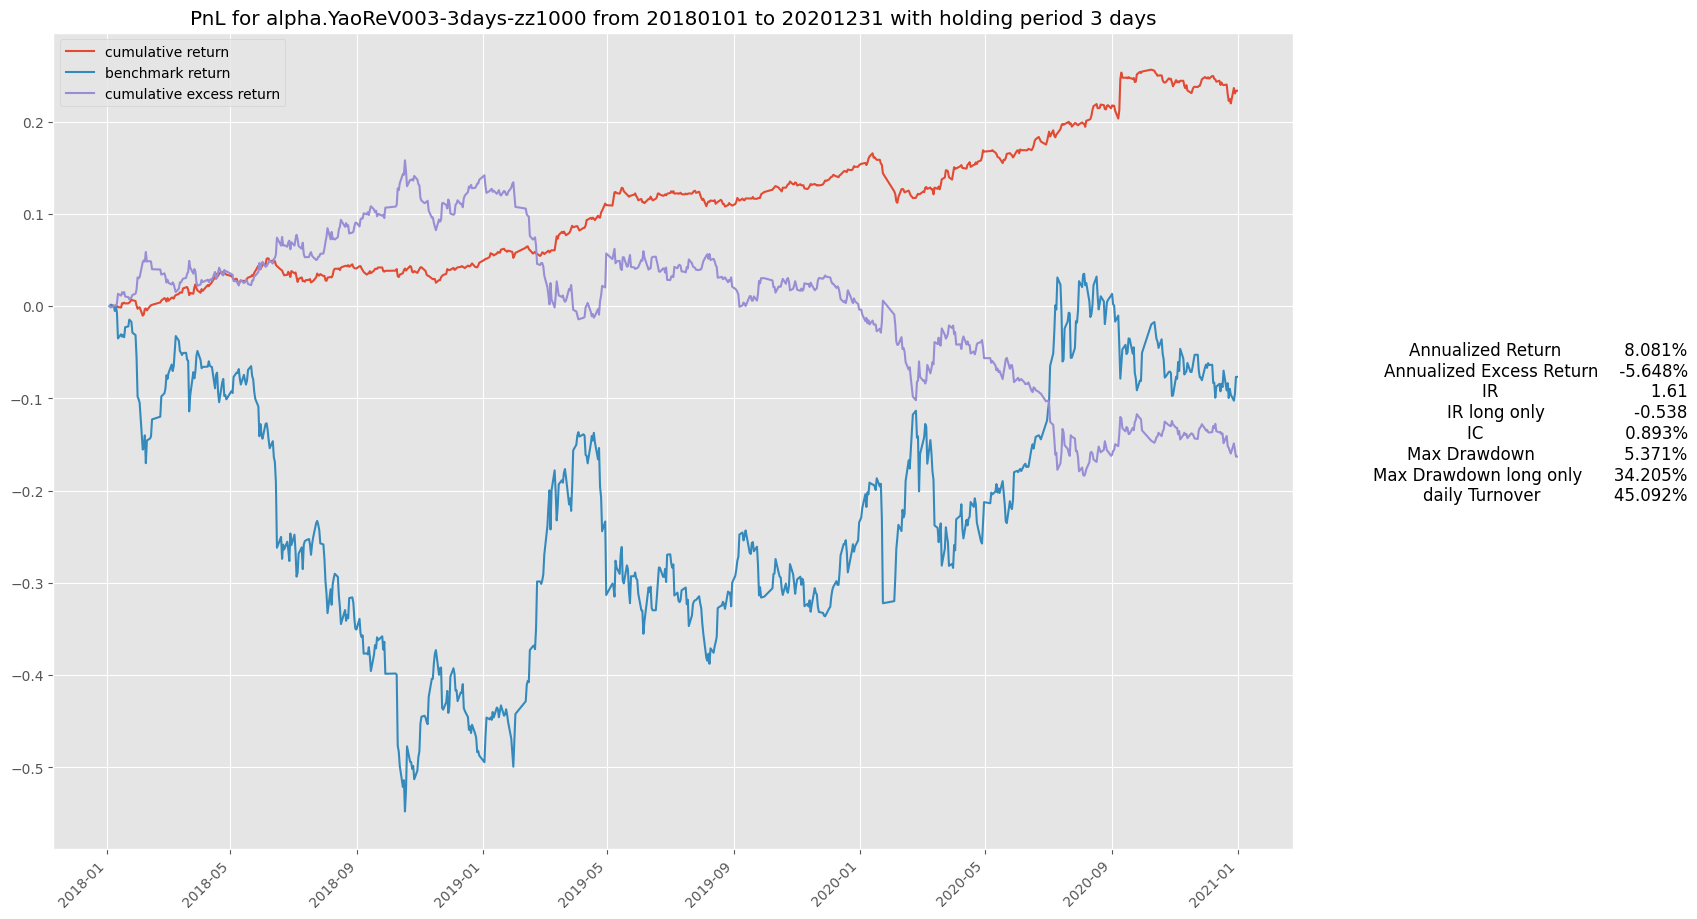 PnL for alpha.YaoReV003-3days-zz1000 from 20180101 to 20201231 with holding period 3 days
cumulative return
benchmark return
cumulative excess return
0.2
0.1
0.0
−0.1
−0.2
−0.3
−0.4
−0.5
2018-01
2018-05
2018-09
2019-01
2019-05
2019-09
2020-01
2020-05
2020-09
2021-01
Annualized Return 8.081%
Annualized Excess Return -5.648%
IR 1.61
IR long only -0.538
IC 0.893%
Max Drawdown 5.371%
Max Drawdown long only 34.205%
daily Turnover 45.092%